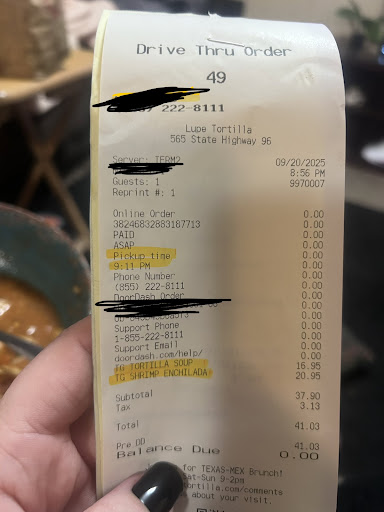 Drive Thru Order
49
222-8111
Lupe Tortilla
565 State Highway 96
Server: TERM2 09/20/2025
8:56 PM
Guests: 1 9970007
Reprint #: 1
Online Order 0.00
38246832883187713 0.00
PAID 0.00
ASAP 0.00
Pickup time 0.00
9:11 PM 0.00
Phone Number 0.00
(855) 222-8111 0.00
DoorDash Order 0.00
0.00
Support Phone 0.00
1-855-222-8111 0.00
Support Email 0.00
doordash.com/help/ 0.00
TG TORTILLA SOUP 16.95
TG SHRIMP ENCHILADA 20.95
Subtotal 37.90
Tax 3.13
Total 41.03
Pre DD 41.03
Balance Due 0.00
for TEXAS-MEX Brunch!
Sat-Sun 9-2pm
tortilla.com/comments
about your visit.